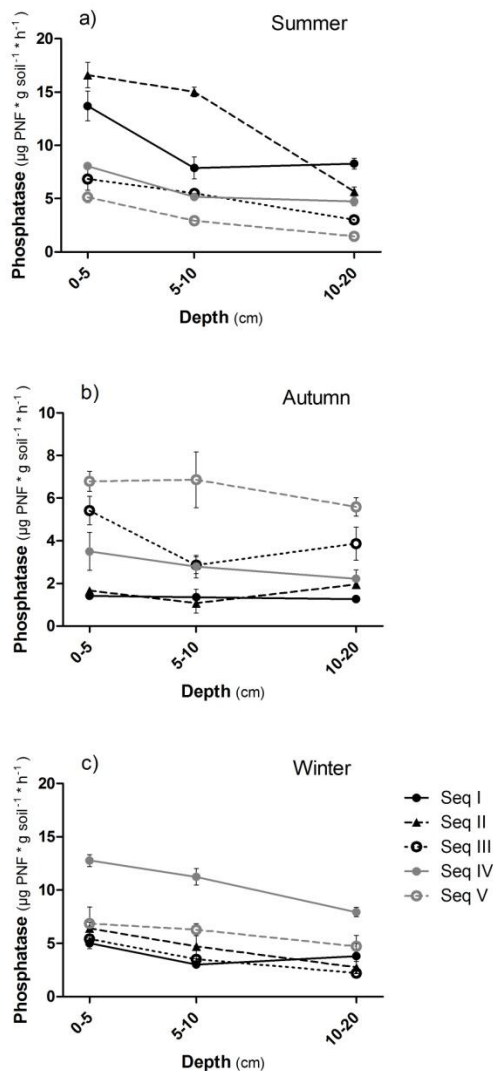 a) Summer
Phosphatase (µg PNF * g soil⁻¹ * h⁻¹ )
20
15
10
5
0
0-5
5-10
10-20
Depth (cm)
b) Autumn
Phosphatase (µg PNF * g soil⁻¹ * h⁻¹ )
10
8
6
4
2
0
0-5
5-10
10-20
Depth (cm)
c) Winter
Phosphatase (µg PNF * g soil⁻¹ * h⁻¹ )
20
15
10
5
0
0-5
5-10
10-20
Depth (cm)
Seq I
Seq II
Seq III
Seq IV
Seq V